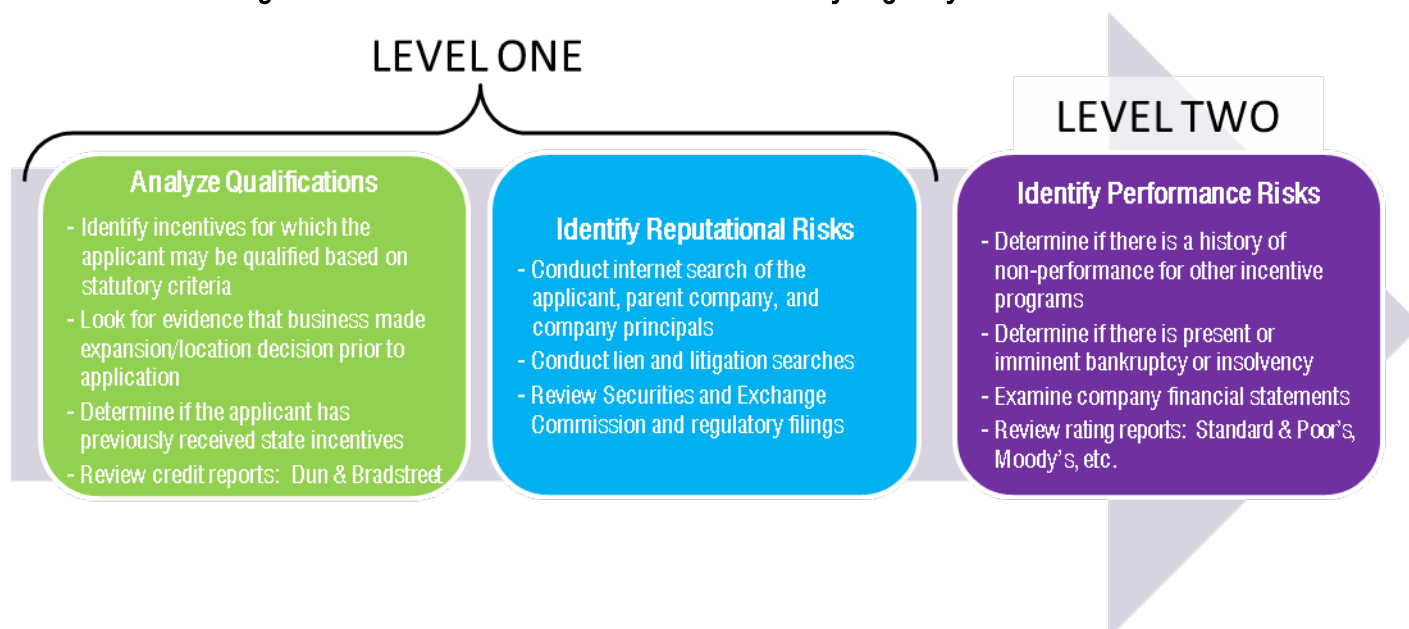 LEVEL ONE
LEVEL TWO
Analyze Qualifications
- Identify incentives for which the
applicant may be qualified based on
statutory criteria
- Look for evidence that business made
expansion/location decision prior to
application
- Determine if the applicant has
previously received state incentives
- Review credit reports: Dun & Bradstreet
Identify Reputational Risks
- Conduct internet search of the
applicant, parent company, and
company principals
- Conduct lien and litigation searches
- Review Securities and Exchange
Commission and regulatory filings
Identify Performance Risks
- Determine if there is a history of
non-performance for other incentive
programs
- Determine if there is present or
imminent bankruptcy or insolvency
- Examine company financial statements
- Review rating reports: Standard & Poor's,
Moody's, etc.